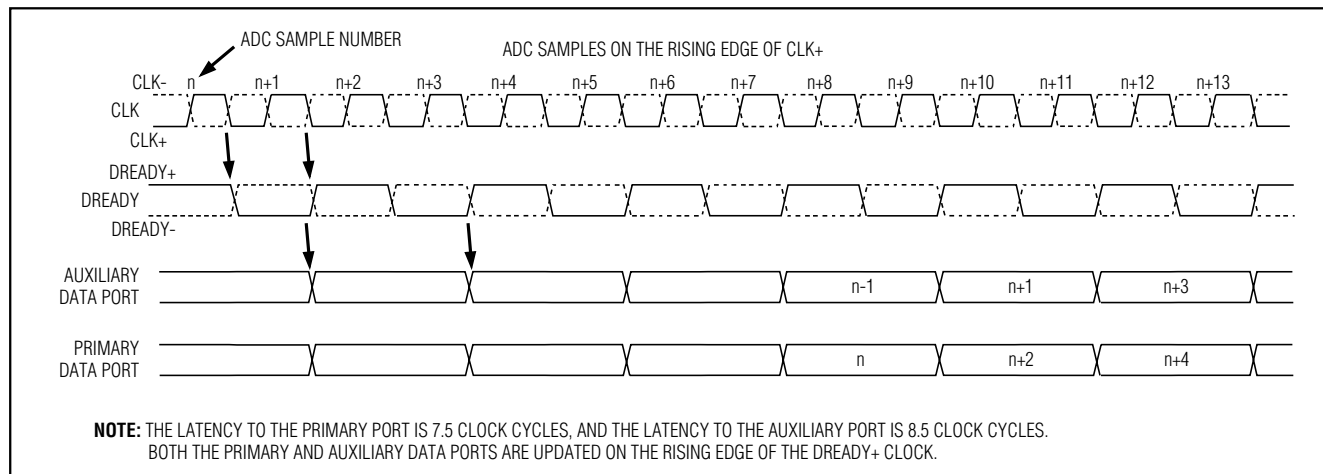 ADC SAMPLE NUMBER
ADC SAMPLES ON THE RISING EDGE OF CLK+
CLK- n n+1 n+2 n+3 n+4 n+5 n+6 n+7 n+8 n+9 n+10 n+11 n+12 n+13
CLK
CLK+
DREADY+
DREADY
DREADY-
AUXILIARY
DATA PORT
n-1 n+1 n+3
PRIMARY
DATA PORT
n n+2 n+4
NOTE: THE LATENCY TO THE PRIMARY PORT IS 7.5 CLOCK CYCLES, AND THE LATENCY TO THE AUXILIARY PORT IS 8.5 CLOCK CYCLES.
BOTH THE PRIMARY AND AUXILIARY DATA PORTS ARE UPDATED ON THE RISING EDGE OF THE DREADY+ CLOCK.